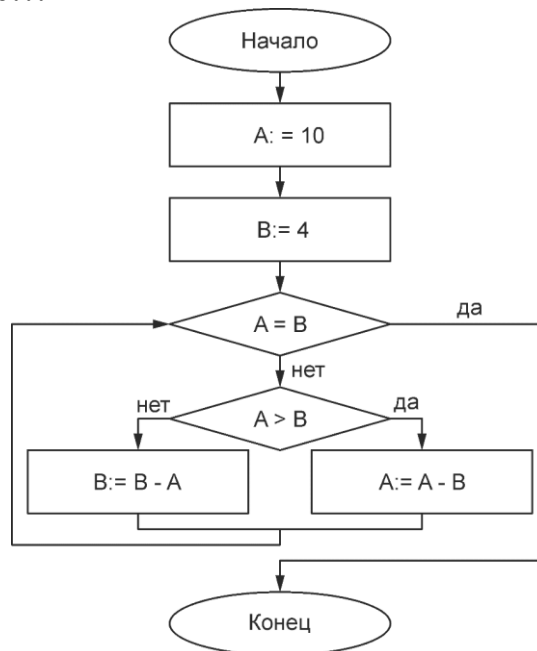 Начало
A: = 10
B:= 4
A = B
да
нет
A > B
нет
да
B:= B - A
A:= A - B
Конец